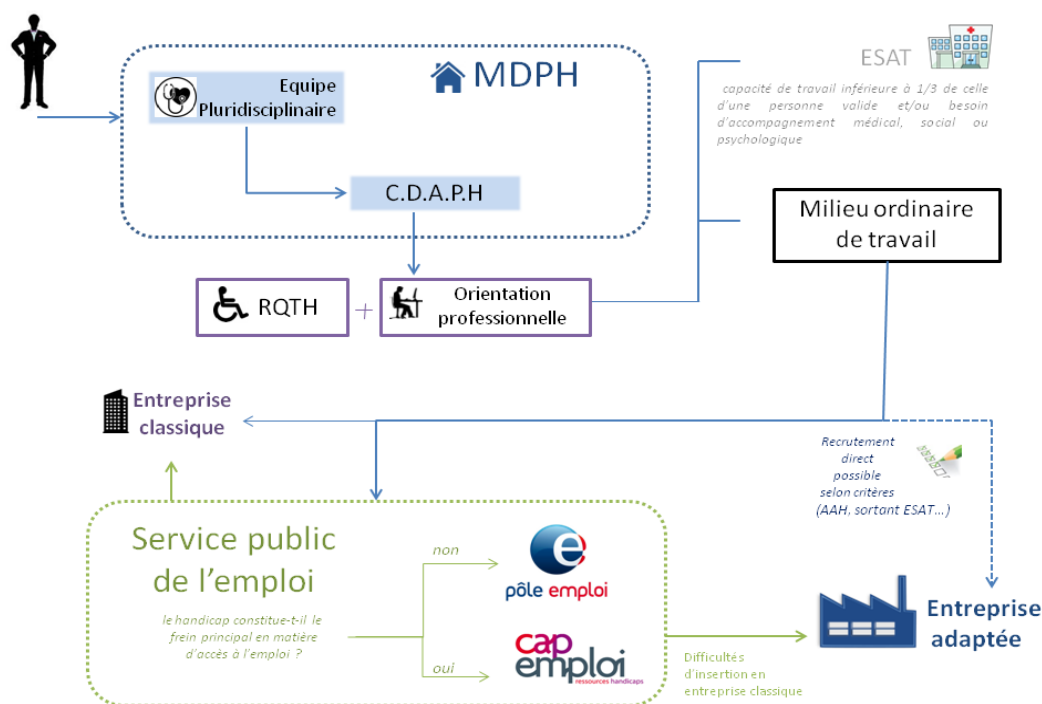 MDPH
Equipe
Pluridisciplinaire
C.D.A.P.H
ESAT
capacité de travail inférieure à 1/3 de celle
d'une personne valide et/ou besoin
d'accompagnement médical, social ou
psychologique
Milieu ordinaire
de travail
RQTH
+
Orientation
professionnelle
Entreprise
classique
Recrutement
direct
possible
selon critères
(AAH, sortant ESAT...)
Service public
de l'emploi
le handicap constitue-t-il le
frein principal en matière
d'accès à l'emploi ?
non
pôle emploi
oui
cap
emploi
ressources handicaps
Difficultés
d'insertion en
entreprise classique
Entreprise
adaptée